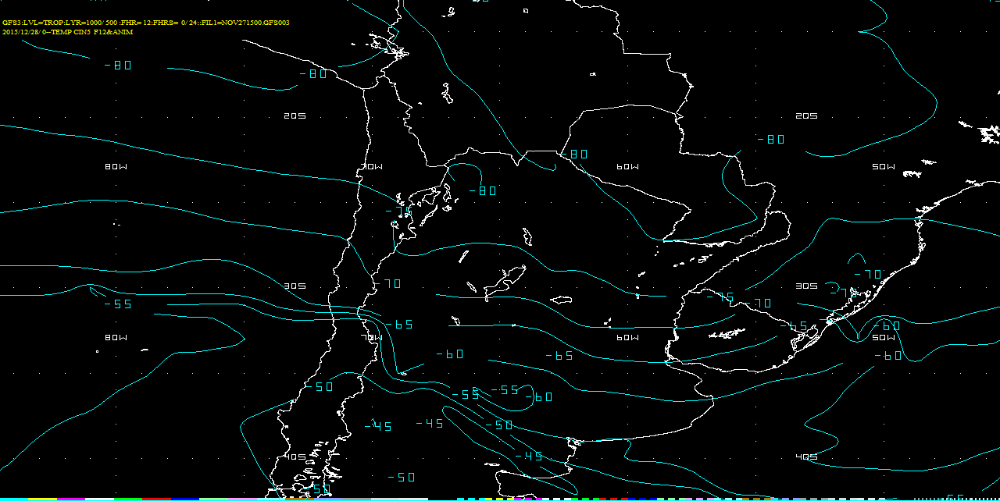 GFS3:LVL=TROP:LYR=1000/ 500 :FHR= 12:FHRS= 0/ 24::FIL1=NOV271500.GFS003
2015/12/28/ 0--TEMP CIN5 F12&ANIM
-80
-80
20S
20S
-80
80
80W
70W
60W
50W
-80
-75
-70
-70
30S
30S
-75
-75
-70
-55
-65
-65
-60
80W
70W
60W
50W
-60
-65
-60
-50
-55
-55
-60
-45
-45
-50
-45
40S
40S
-50